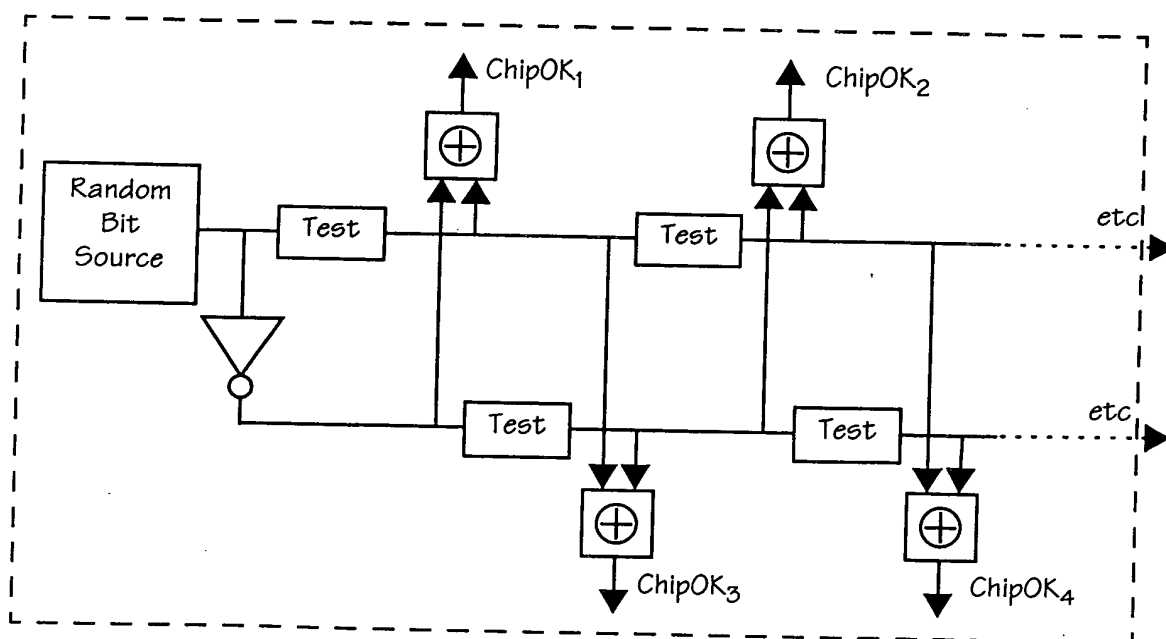 ChipOK1
ChipOK2
Random
Bit
Source
Test
Test
etc
Test
Test
etc
ChipOK3
ChipOK4